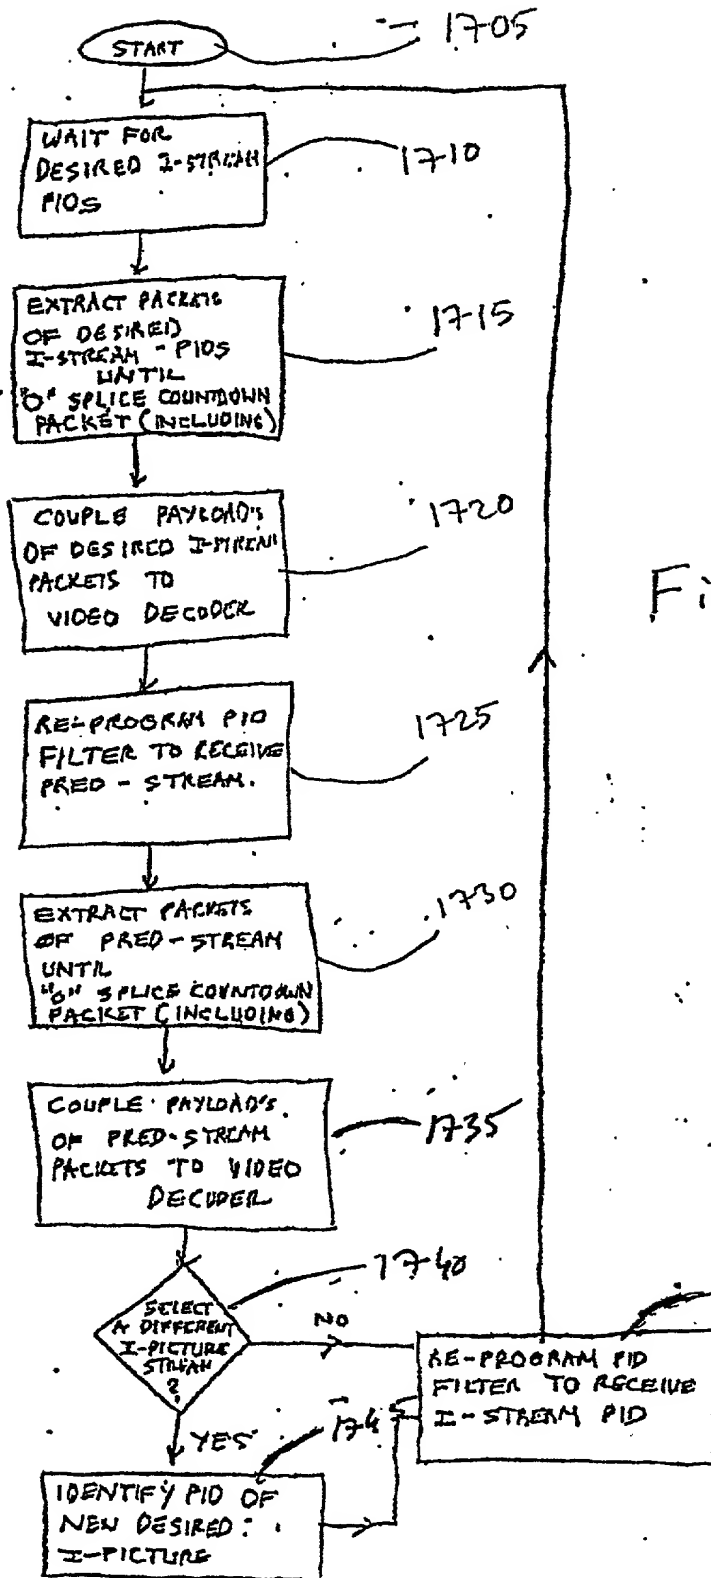 START
1705
WAIT FOR
DESIRED I-STREAM
PIDS
1710
EXTRACT PACKETS
OF DESIRED
I-STREAM - PIDS
UNTIL
"0" SPLICE COUNTDOWN
PACKET (INCLUDING)
1715
COUPLE PAYLOAD'S
OF DESIRED I-STREAM
PACKETS TO
VIDEO DECODER
1720
Fi
RE-PROGRAM PID
FILTER TO RECEIVE
PRED - STREAM.
1725
EXTRACT PACKETS
OF PRED-STREAM
UNTIL
"0" SPLICE COUNTDOWN
PACKET (INCLUDING)
1730
COUPLE PAYLOAD'S
OF PRED-STREAM
PACKETS TO VIDEO
DECODER
1735
SELECT
A DIFFERENT
I-PICTURE
STREAM
?
1740
NO
YES
RE-PROGRAM PID
FILTER TO RECEIVE
I-STREAM PID
174
IDENTIFY PID OF
NEW DESIRED
I-PICTURE